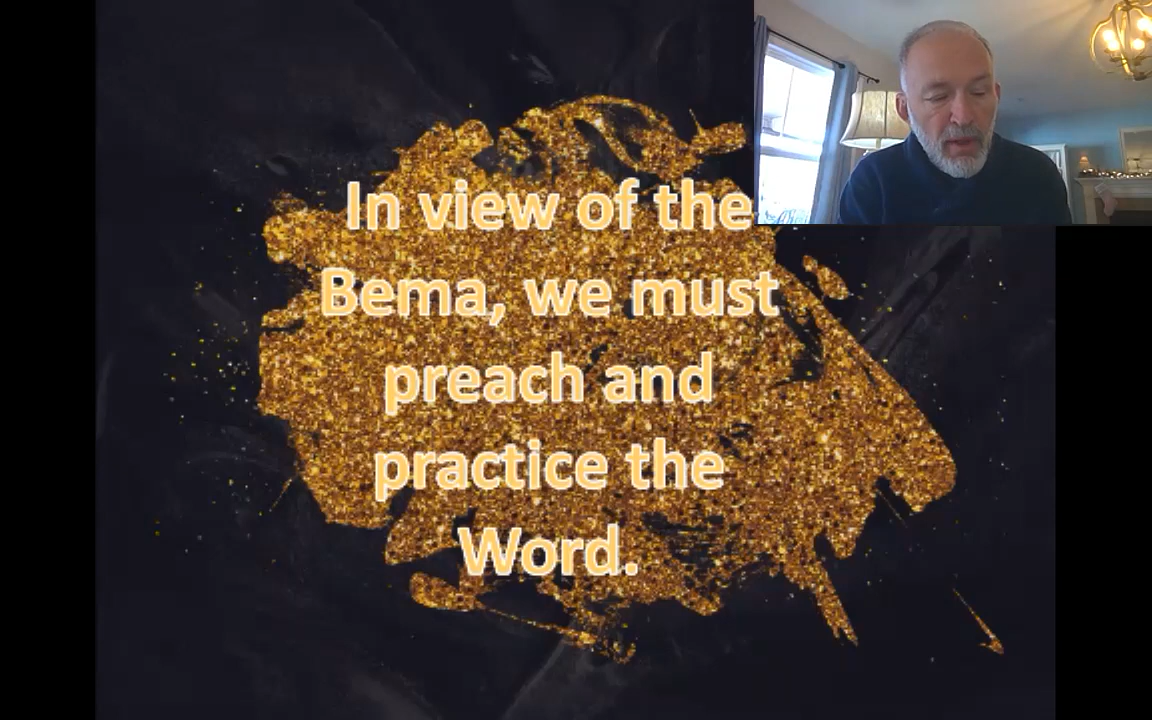 In view of the
Bema, we must
preach and
practice the
Word.